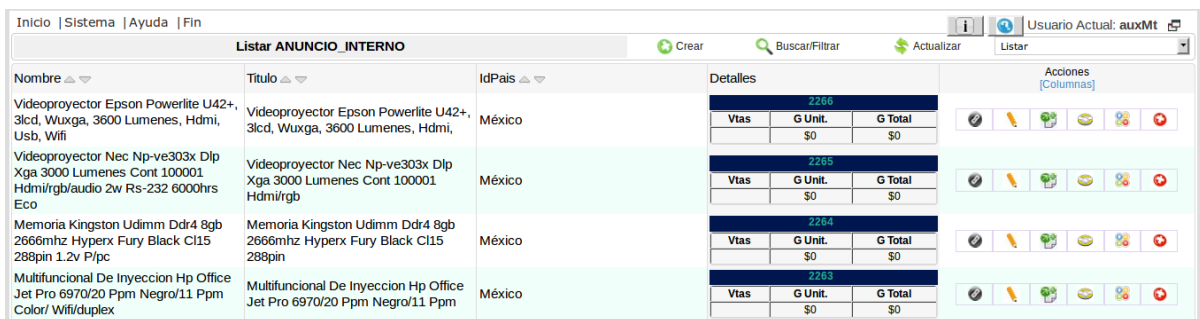 Inicio | Sistema | Ayuda | Fin
i Usuario Actual: auxMt
Listar ANUNCIO_INTERNO Crear Buscar/Filtrar Actualizar Listar
Nombre Titulo IdPais Detalles Acciones
[Columnas]
Videoproyector Epson Powerlite U42+,
3lcd, Wuxga, 3600 Lumenes, Hdmi,
Usb, Wifi
Videoproyector Epson Powerlite U42+,
3lcd, Wuxga, 3600 Lumenes, Hdmi,
México
2266
Vtas G Unit. G Total
$0 $0
Videoproyector Nec Np-ve303x Dlp
Xga 3000 Lumenes Cont 100001
Hdmi/rgb/audio 2w Rs-232 6000hrs
Eco
Videoproyector Nec Np-ve303x Dlp
Xga 3000 Lumenes Cont 100001
Hdmi/rgb
México
2265
Vtas G Unit. G Total
$0 $0
Memoria Kingston Udimm Ddr4 8gb
2666mhz Hyperx Fury Black Cl15
288pin 1.2v P/pc
Memoria Kingston Udimm Ddr4 8gb
2666mhz Hyperx Fury Black Cl15
288pin
México
2264
Vtas G Unit. G Total
$0 $0
Multifuncional De Inyeccion Hp Office
Jet Pro 6970/20 Ppm Negro/11 Ppm
Color/ Wifi/duplex
Multifuncional De Inyeccion Hp Office
Jet Pro 6970/20 Ppm Negro/11 Ppm
México
2263
Vtas G Unit. G Total
$0 $0